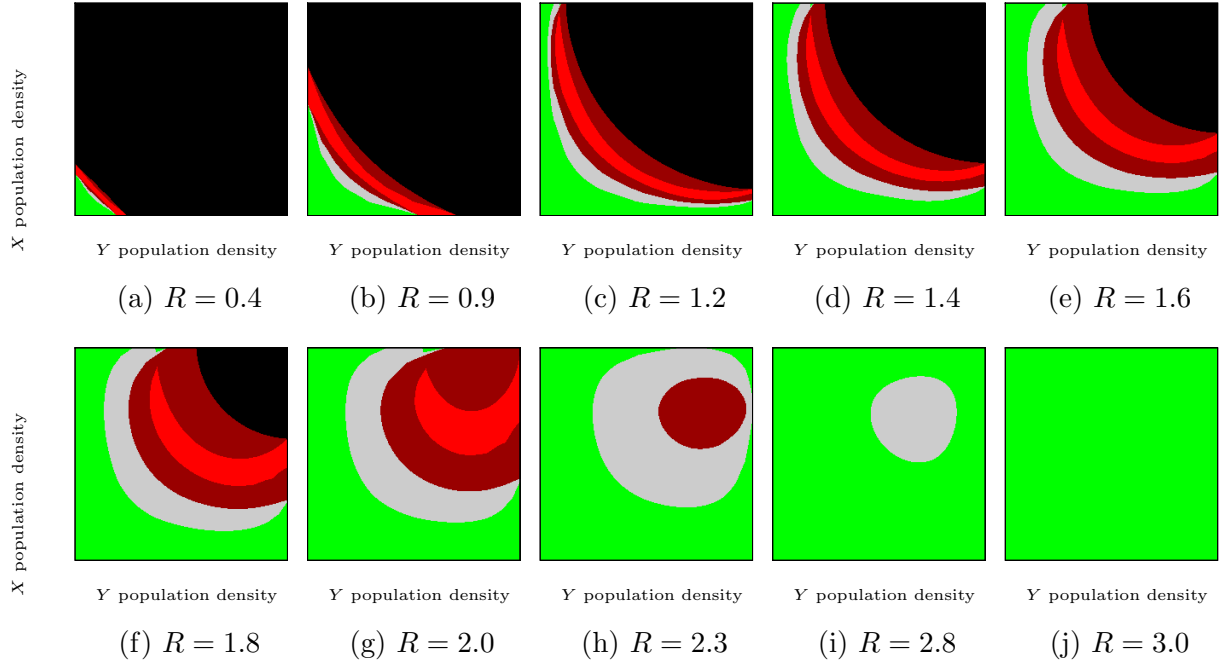 X population density
Y population density
Y population density
Y population density
Y population density
Y population density
(a) R = 0.4
(b) R = 0.9
(c) R = 1.2
(d) R = 1.4
(e) R = 1.6
X population density
Y population density
Y population density
Y population density
Y population density
Y population density
(f) R = 1.8
(g) R = 2.0
(h) R = 2.3
(i) R = 2.8
(j) R = 3.0